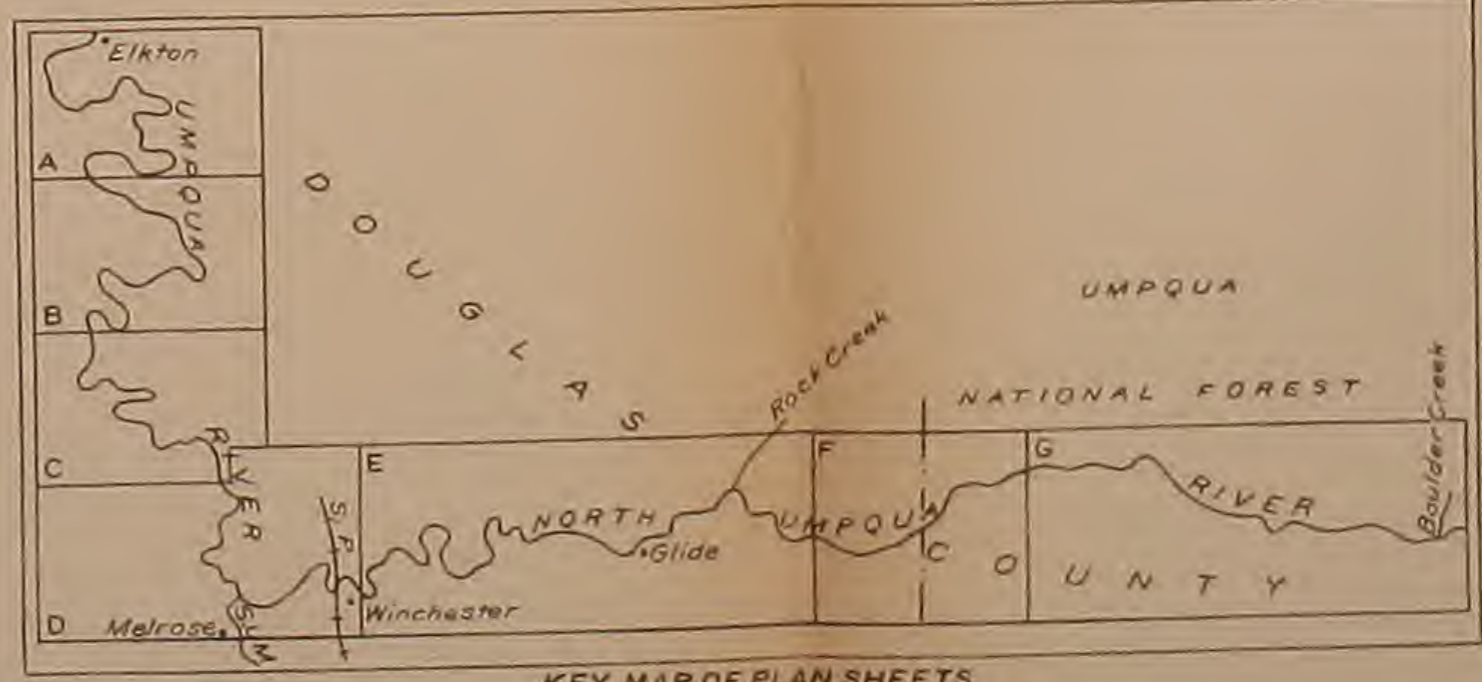 Elkton
UMPQUA
A
DOUGLAS
B
UMPQUA
Rock Creek
Boulder Creek
NATIONAL FOREST
C
RIVER
E
F
G
S.P.
NORTH UMPQUA RIVER
Glide
COUNTY
Winchester
D
Melrose
KEY MAP OF PLAN SHEETS